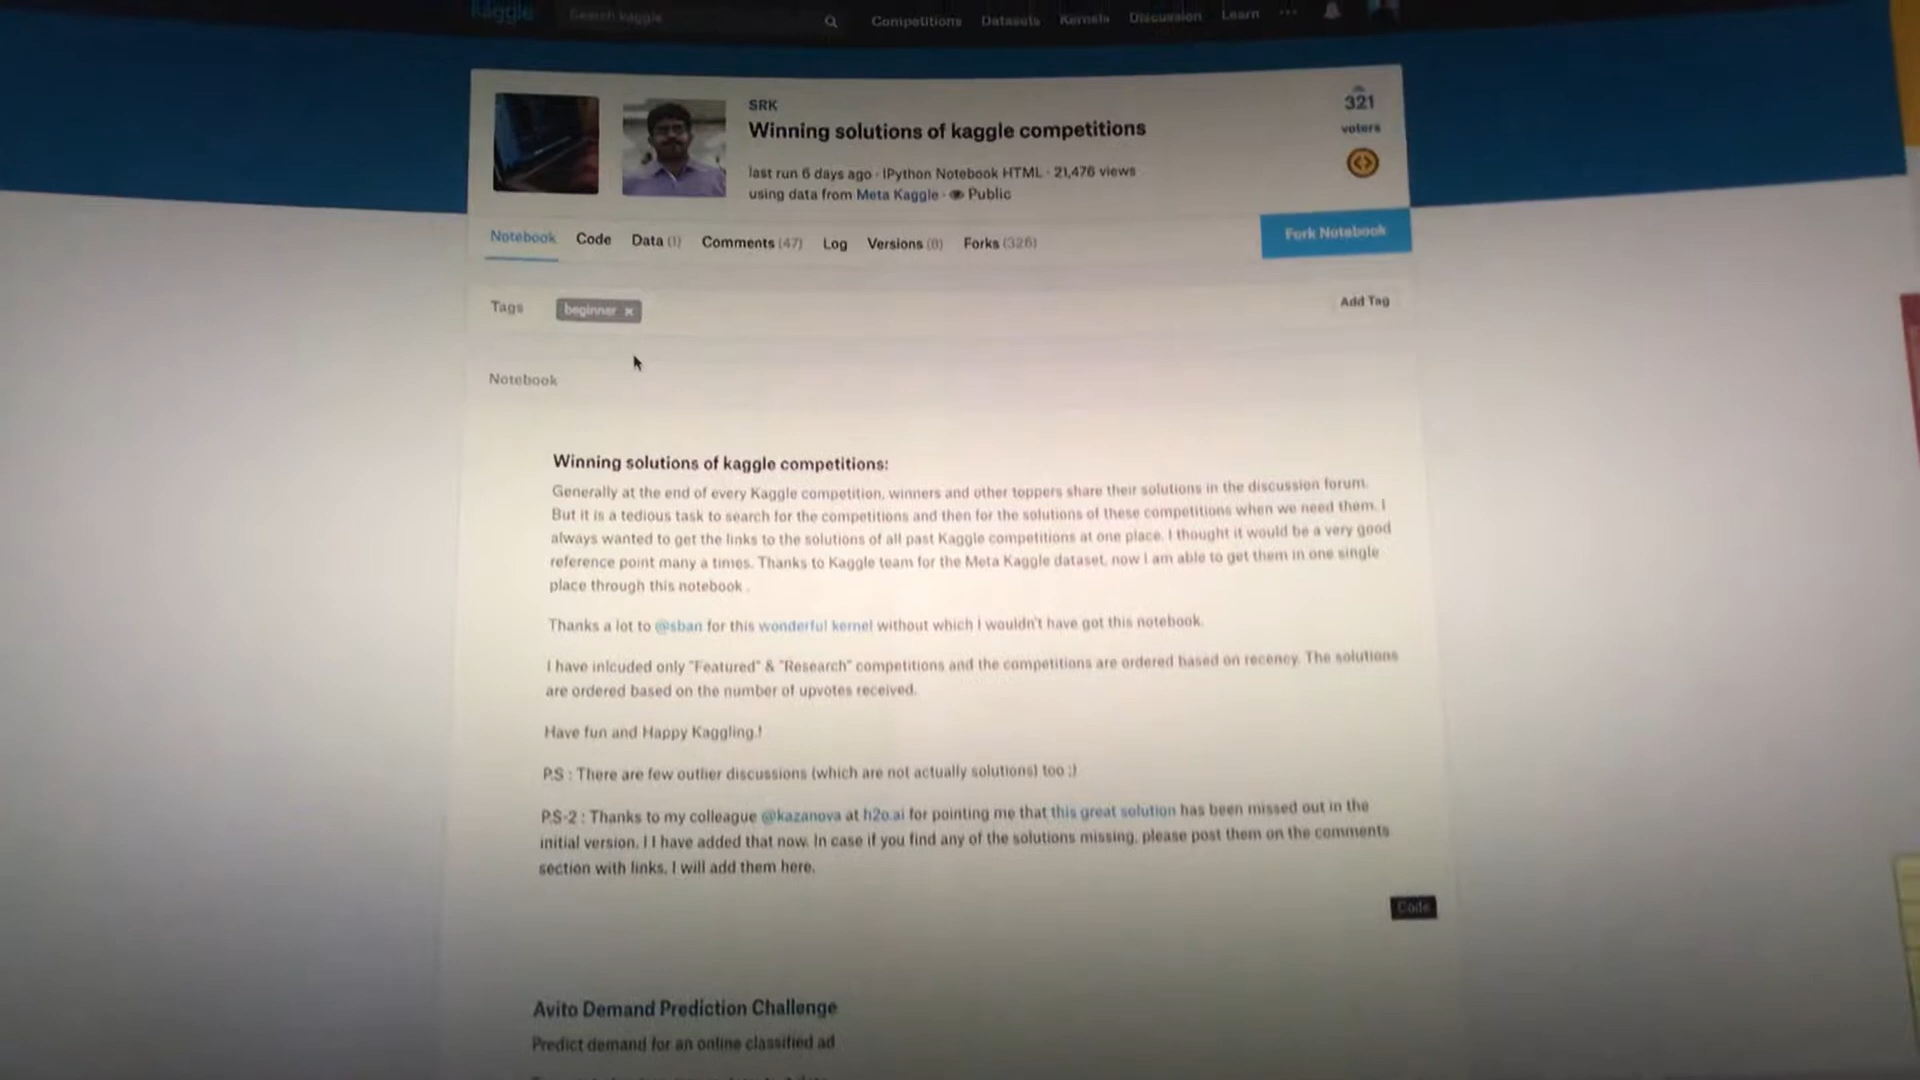 kaggle Search kaggle Competitions Datasets Kernels Discussion Learn
SRK
Winning solutions of kaggle competitions
last run 6 days ago · IPython Notebook HTML · 21,476 views
using data from Meta Kaggle · Public
321
voters
Notebook Code Data (1) Comments (47) Log Versions (8) Forks (326)
Fork Notebook
Tags beginner × Add Tag
Notebook
Winning solutions of kaggle competitions:
Generally at the end of every Kaggle competition, winners and other toppers share their solutions in the discussion forum.
But it is a tedious task to search for the competitions and then for the solutions of these competitions when we need them. I
always wanted to get the links to the solutions of all past Kaggle competitions at one place. I thought it would be a very good
reference point many a times. Thanks to Kaggle team for the Meta Kaggle dataset, now I am able to get them in one single
place through this notebook .
Thanks a lot to @sban for this wonderful kernel without which I wouldn't have got this notebook.
I have inlcuded only "Featured" & "Research" competitions and the competitions are ordered based on recency. The solutions
are ordered based on the number of upvotes received.
Have fun and Happy Kaggling.!
P.S : There are few outlier discussions (which are not actually solutions) too :)
P.S-2 : Thanks to my colleague @kazanova at h2o.ai for pointing me that this great solution has been missed out in the
initial version. I I have added that now. In case if you find any of the solutions missing, please post them on the comments
section with links. I will add them here.
Code
Avito Demand Prediction Challenge
Predict demand for an online classified ad